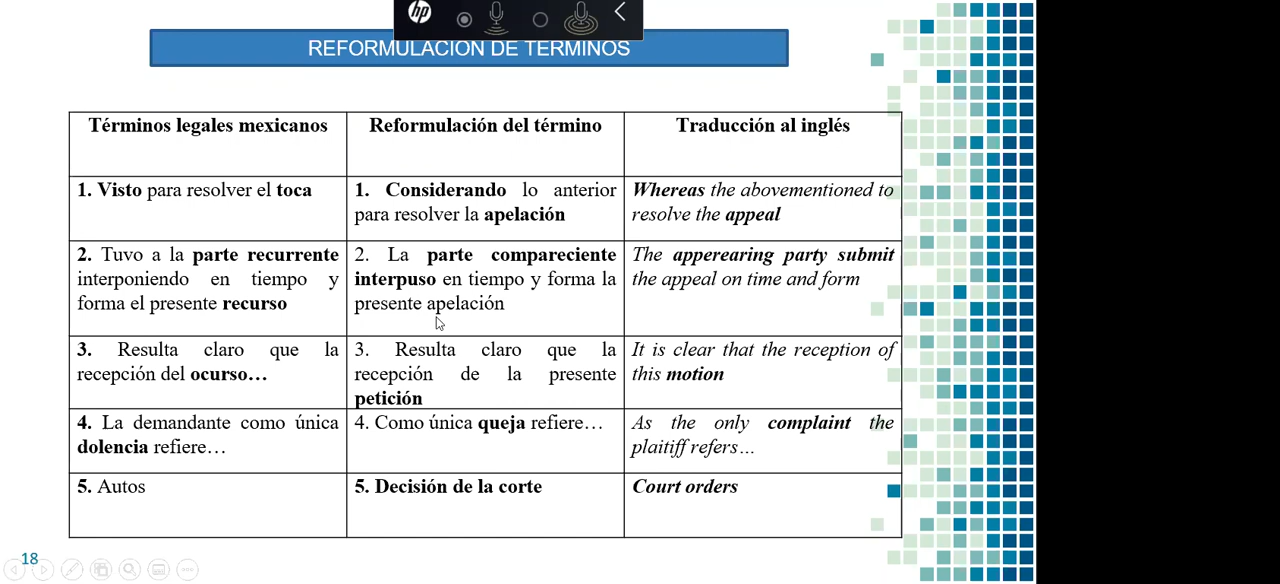 hp
REFORMULACIÓN DE TÉRMINOS
Términos legales mexicanos
Reformulación del término
Traducción al inglés
1. Visto para resolver el toca
1. Considerando lo anterior
para resolver la apelación
Whereas the abovementioned to
resolve the appeal
2. Tuvo a la parte recurrente
interponiendo en tiempo y
forma el presente recurso
2. La parte compareciente
interpuso en tiempo y forma la
presente apelación
The apperearing party submit
the appeal on time and form
3. Resulta claro que la
recepción del ocurso…
3. Resulta claro que la
recepción de la presente
petición
It is clear that the reception of
this motion
4. La demandante como única
dolencia refiere…
4. Como única queja refiere…
As the only complaint the
plaitiff refers…
5. Autos
5. Decisión de la corte
Court orders
18